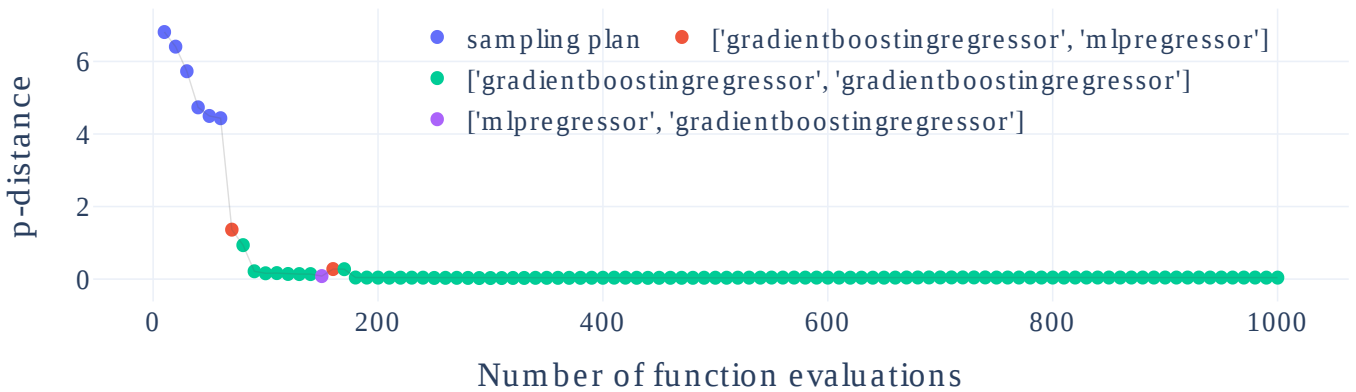 sampling plan ['gradientboostingregressor', 'mlpregressor']
['gradientboostingregressor', 'gradientboostingregressor']
['mlpregressor', 'gradientboostingregressor']
p-distance
6
4
2
0
0 200 400 600 800 1000
Number of function evaluations